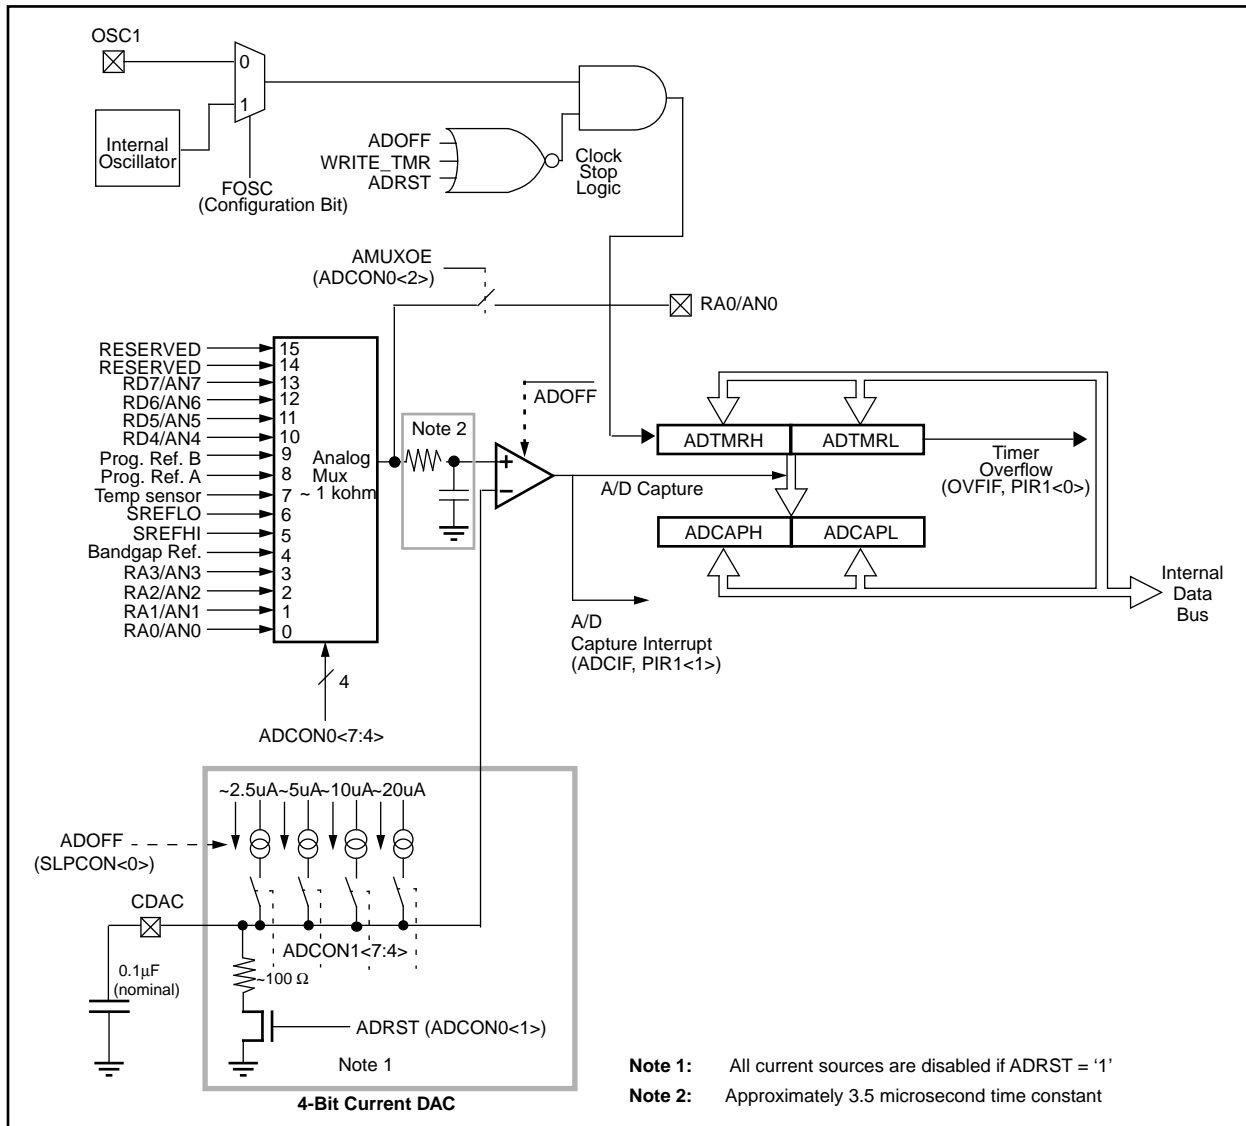 OSC1
0
1
Internal
Oscillator
FOSC
(Configuration Bit)
ADOFF
WRITE_TMR
ADRST
Clock
Stop
Logic
AMUXOE
(ADCON0<2>)
RA0/AN0
RESERVED 15
RESERVED 14
RD7/AN7 13
RD6/AN6 12
RD5/AN5 11
RD4/AN4 10
Prog. Ref. B 9
Prog. Ref. A 8
Temp sensor 7
SREFLO 6
SREFHI 5
Bandgap Ref. 4
RA3/AN3 3
RA2/AN2 2
RA1/AN1 1
RA0/AN0 0
Analog
Mux
~ 1 kohm
4
ADCON0<7:4>
Note 2
+
–
ADOFF
A/D Capture
ADTMRH ADTMRL
Timer
Overflow
(OVFIF, PIR1<0>)
ADCAPH ADCAPL
Internal
Data
Bus
A/D
Capture Interrupt
(ADCIF, PIR1<1>)
~2.5uA ~5uA ~10uA ~20uA
ADOFF
(SLPCON<0>)
CDAC
ADCON1<7:4>
0.1μF
(nominal)
~100 Ω
ADRST (ADCON0<1>)
Note 1
4-Bit Current DAC
Note 1: All current sources are disabled if ADRST = ‘1’
Note 2: Approximately 3.5 microsecond time constant